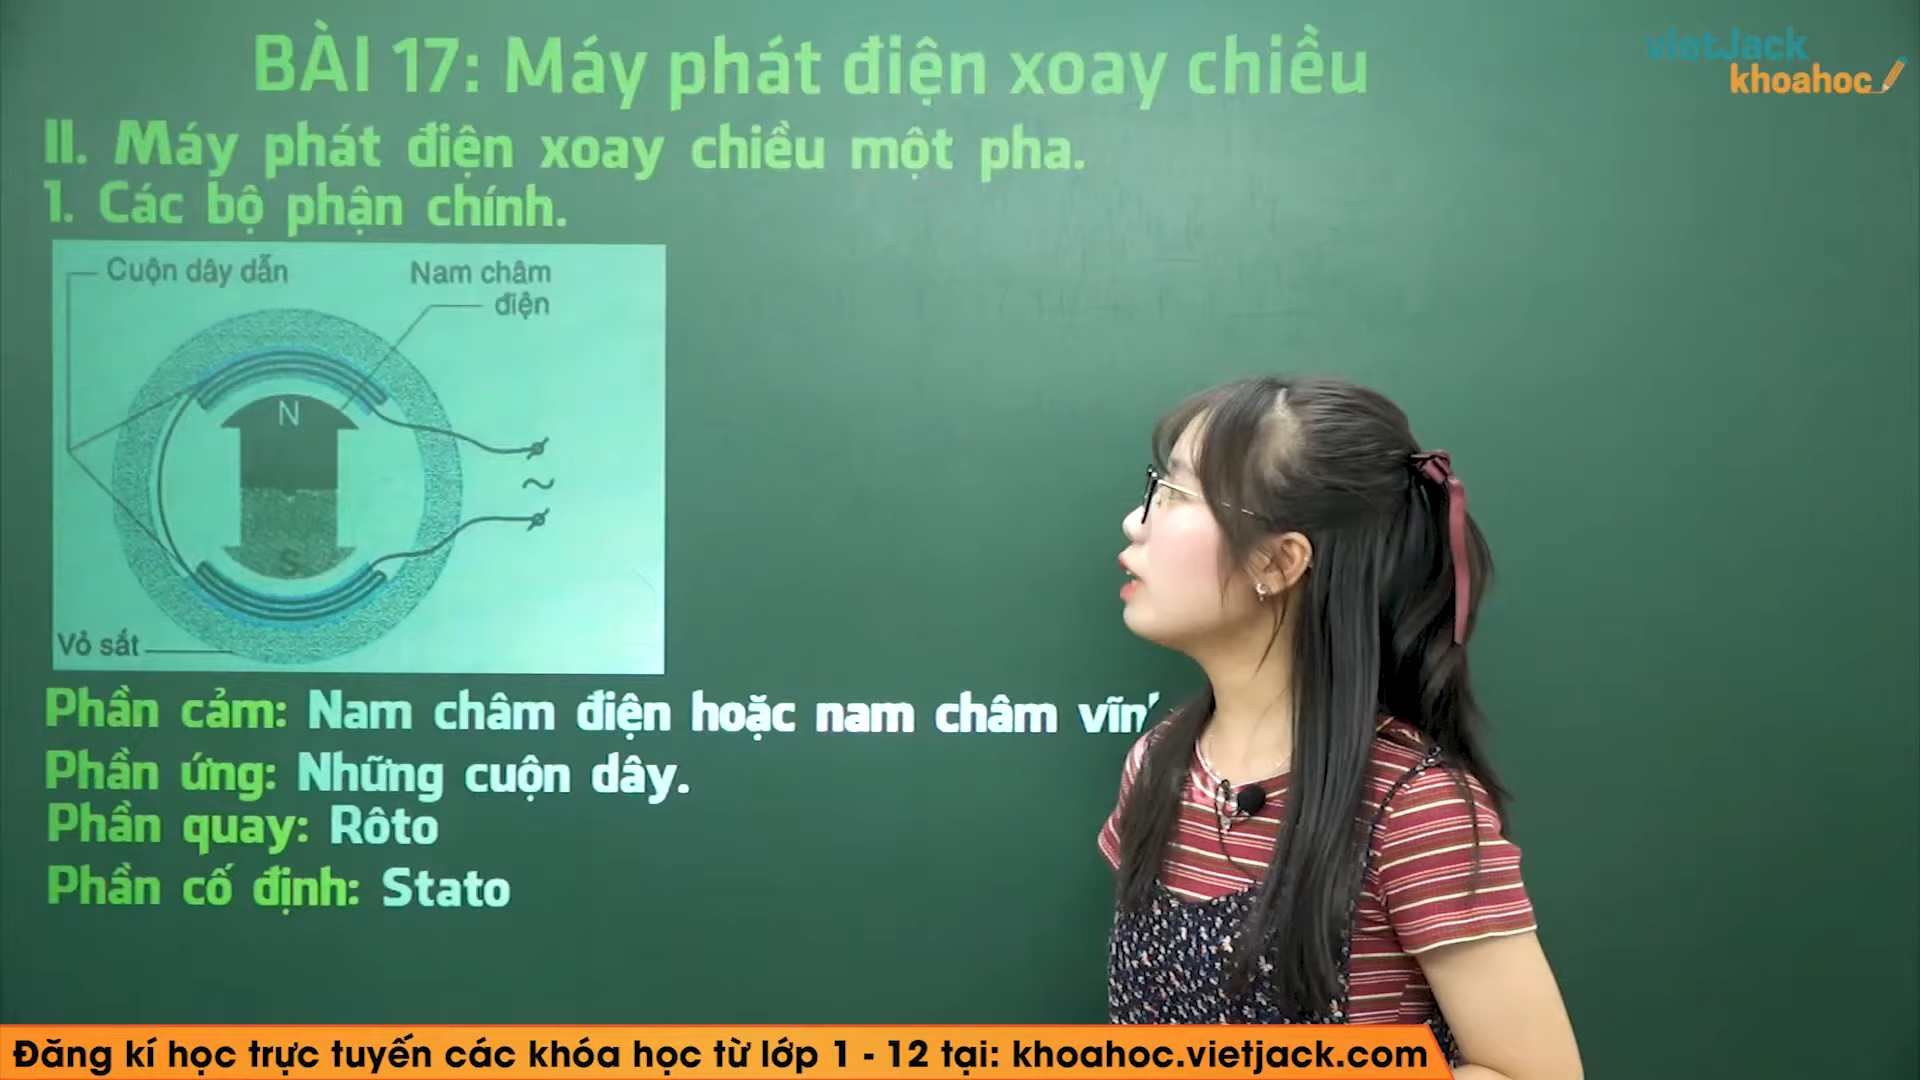 BÀI 17: Máy phát điện xoay chiều
vietJack
khoahoc
II. Máy phát điện xoay chiều một pha.
1. Các bộ phận chính.
Cuộn dây dẫn
Nam châm
điện
N
~
S
Vỏ sắt
Phần cảm: Nam châm điện hoặc nam châm
Phần ứng: Những cuộn dây.
Phần quay: Rôto
Phần cố định: Stato
Đăng kí học trực tuyến các khóa học từ lớp 1 - 12 tại: khoahoc.vietjack.com